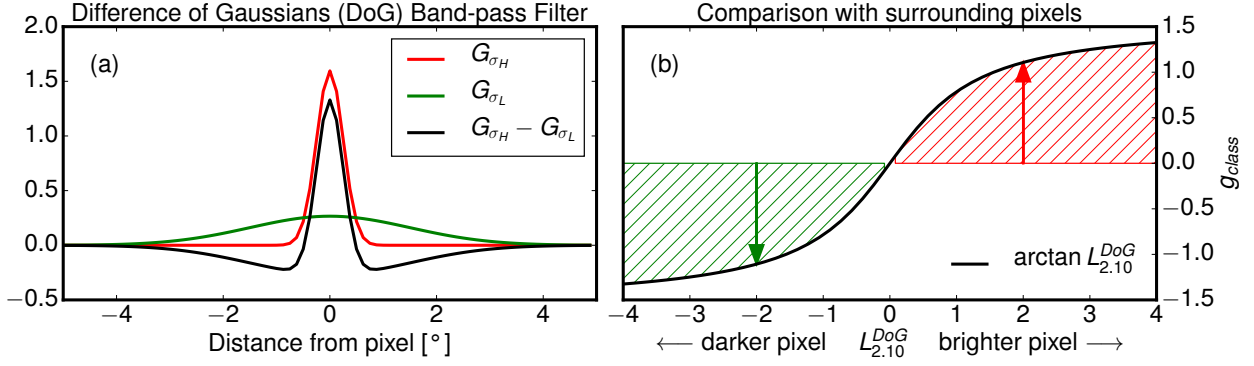 Difference of Gaussians (DoG) Band-pass Filter
(a)
G_{σ_H}
G_{σ_L}
G_{σ_H} − G_{σ_L}
2.0
1.5
1.0
0.5
0.0
−0.5
−4 −2 0 2 4
Distance from pixel [°]
Comparison with surrounding pixels
(b)
arctan L_{2.10}^{DoG}
1.5
1.0
0.5
0.0
−0.5
−1.0
−1.5
g_{class}
−4 −3 −2 −1 0 1 2 3 4
⟵ darker pixel L_{2.10}^{DoG} brighter pixel ⟶